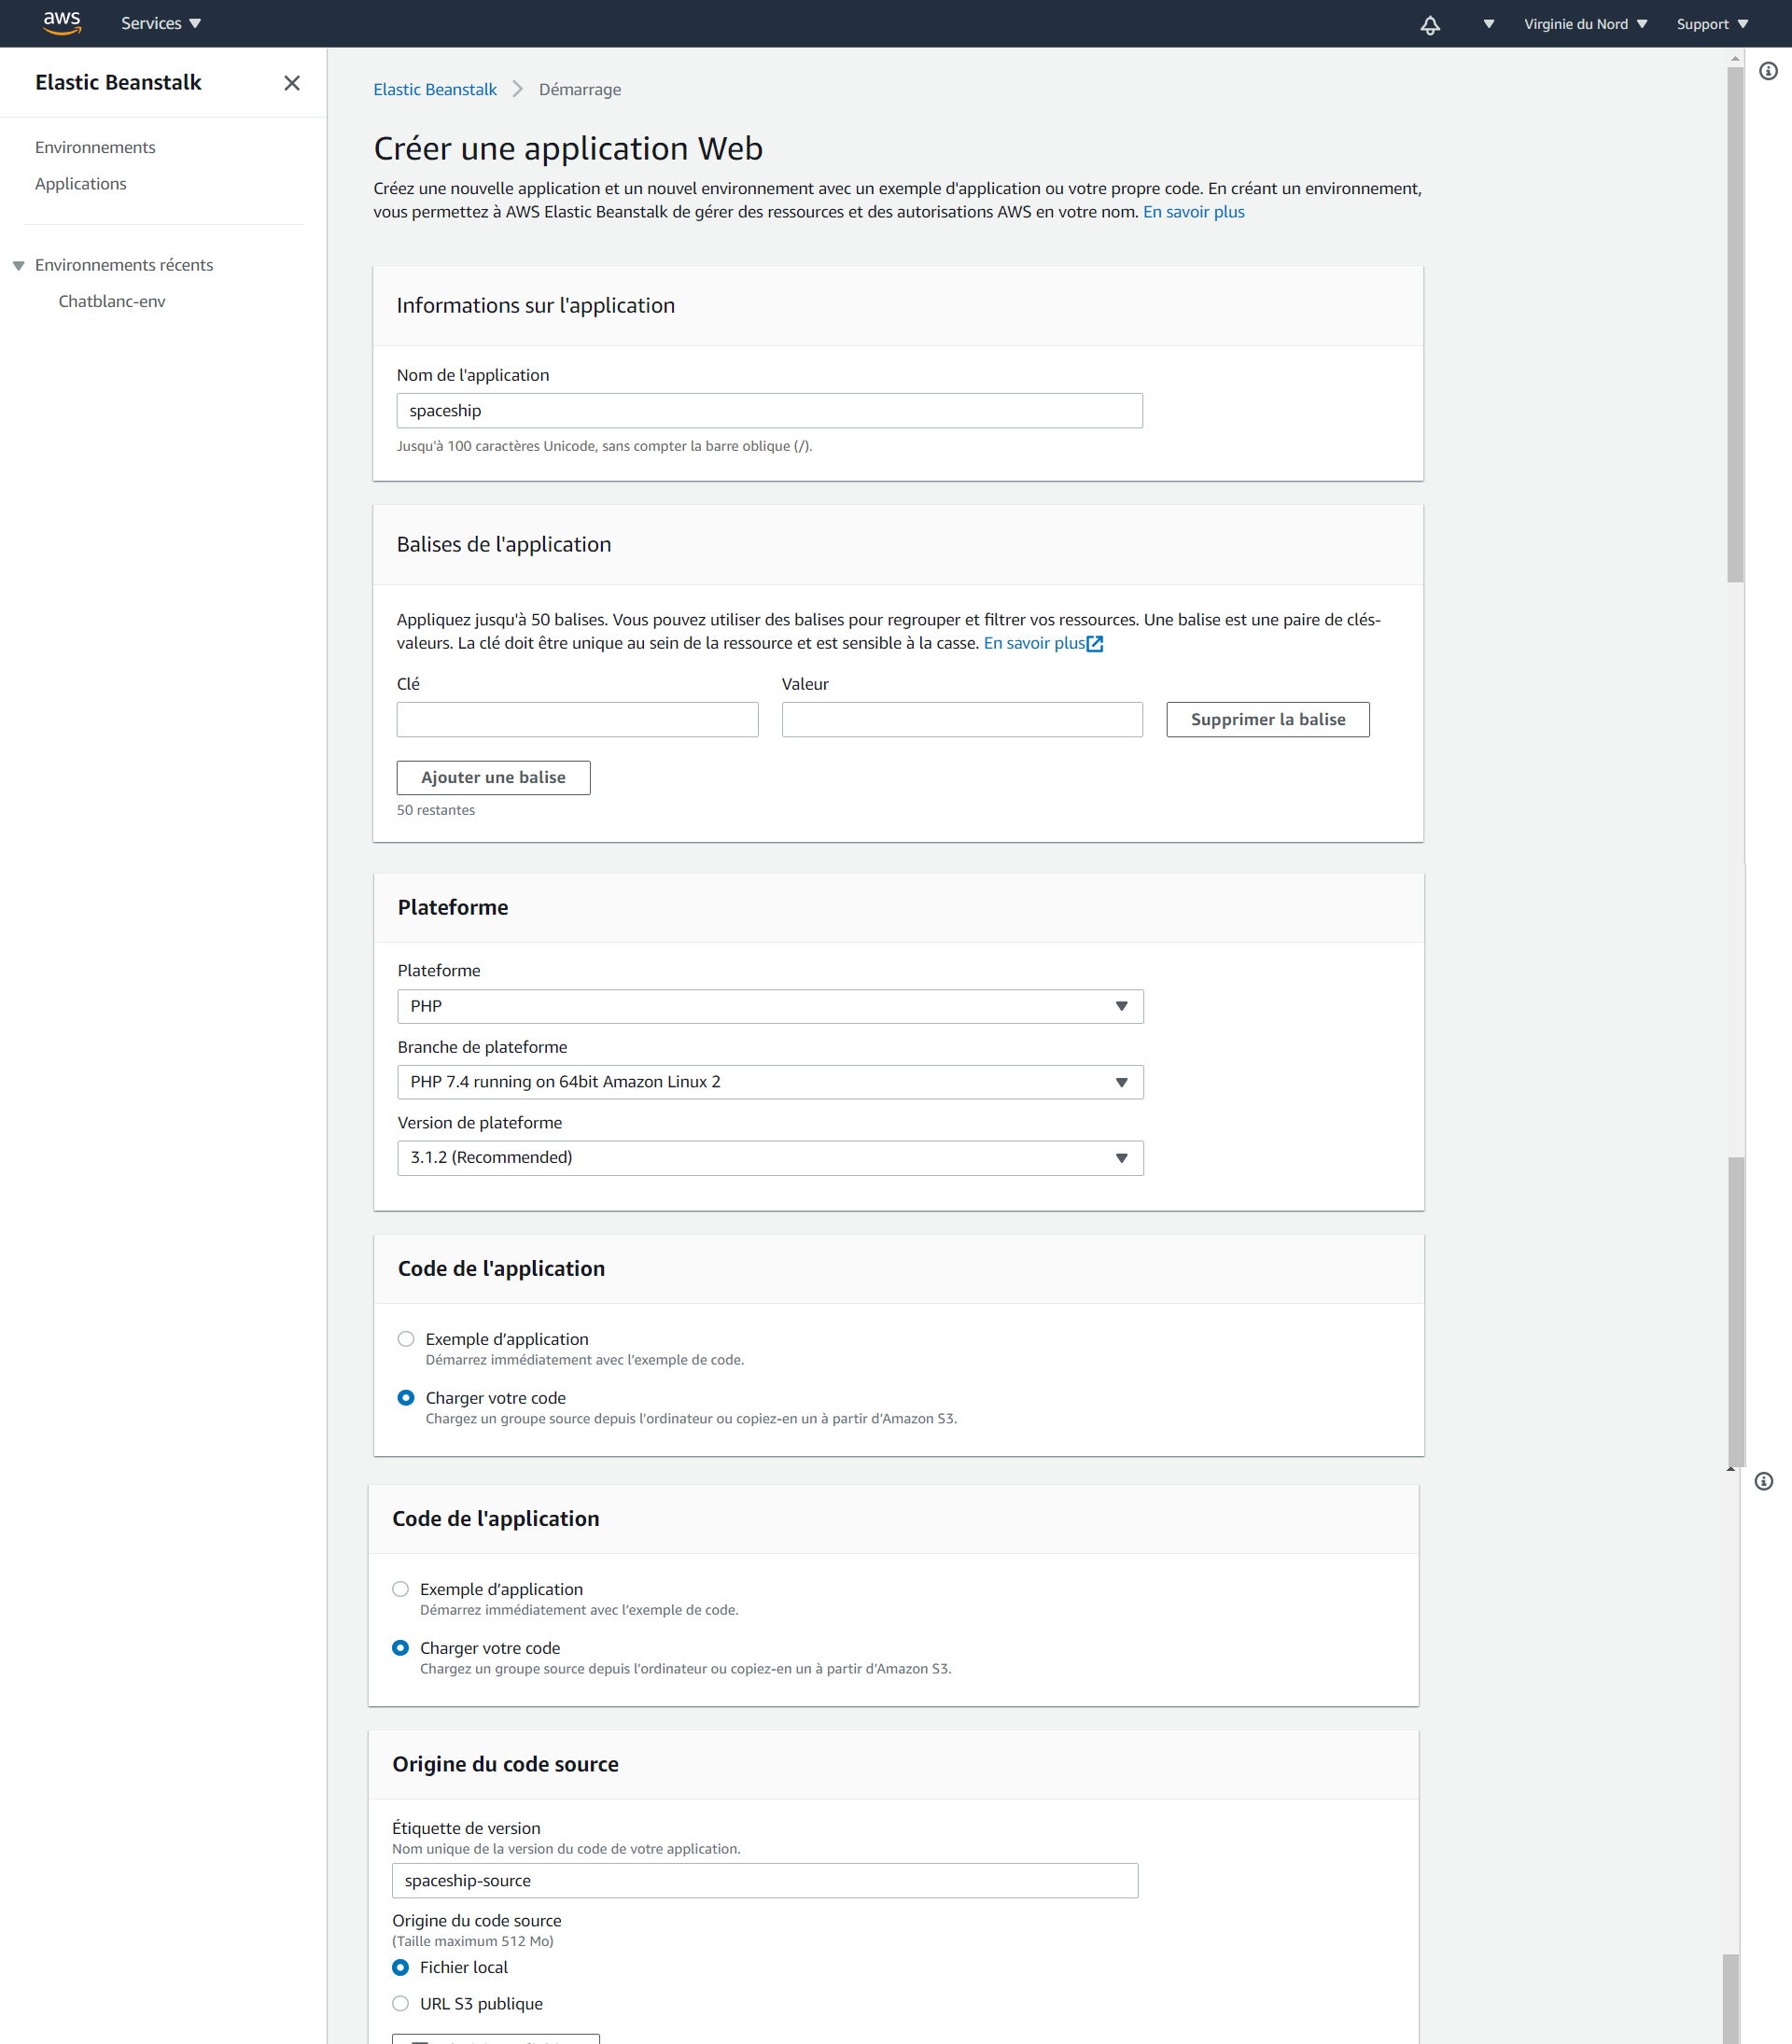 aws
Services
Virginie du Nord
Support
Elastic Beanstalk
Environnements
Applications
Environnements récents
Chatblanc-env
Elastic Beanstalk
Démarrage
Créer une application Web
Créez une nouvelle application et un nouvel environnement avec un exemple d'application ou votre propre code. En créant un environnement,
vous permettez à AWS Elastic Beanstalk de gérer des ressources et des autorisations AWS en votre nom. En savoir plus
Informations sur l'application
Nom de l'application
spaceship
Jusqu'à 100 caractères Unicode, sans compter la barre oblique (/).
Balises de l'application
Appliquez jusqu'à 50 balises. Vous pouvez utiliser des balises pour regrouper et filtrer vos ressources. Une balise est une paire de clés-
valeurs. La clé doit être unique au sein de la ressource et est sensible à la casse. En savoir plus
Clé
Valeur
Supprimer la balise
Ajouter une balise
50 restantes
Plateforme
Plateforme
PHP
Branche de plateforme
PHP 7.4 running on 64bit Amazon Linux 2
Version de plateforme
3.1.2 (Recommended)
Code de l'application
Exemple d'application
Démarrez immédiatement avec l'exemple de code.
Charger votre code
Chargez un groupe source depuis l'ordinateur ou copiez-en un à partir d'Amazon S3.
Code de l'application
Exemple d'application
Démarrez immédiatement avec l'exemple de code.
Charger votre code
Chargez un groupe source depuis l'ordinateur ou copiez-en un à partir d'Amazon S3.
Origine du code source
Étiquette de version
Nom unique de la version du code de votre application.
spaceship-source
Origine du code source
(Taille maximum 512 Mo)
Fichier local
URL S3 publique